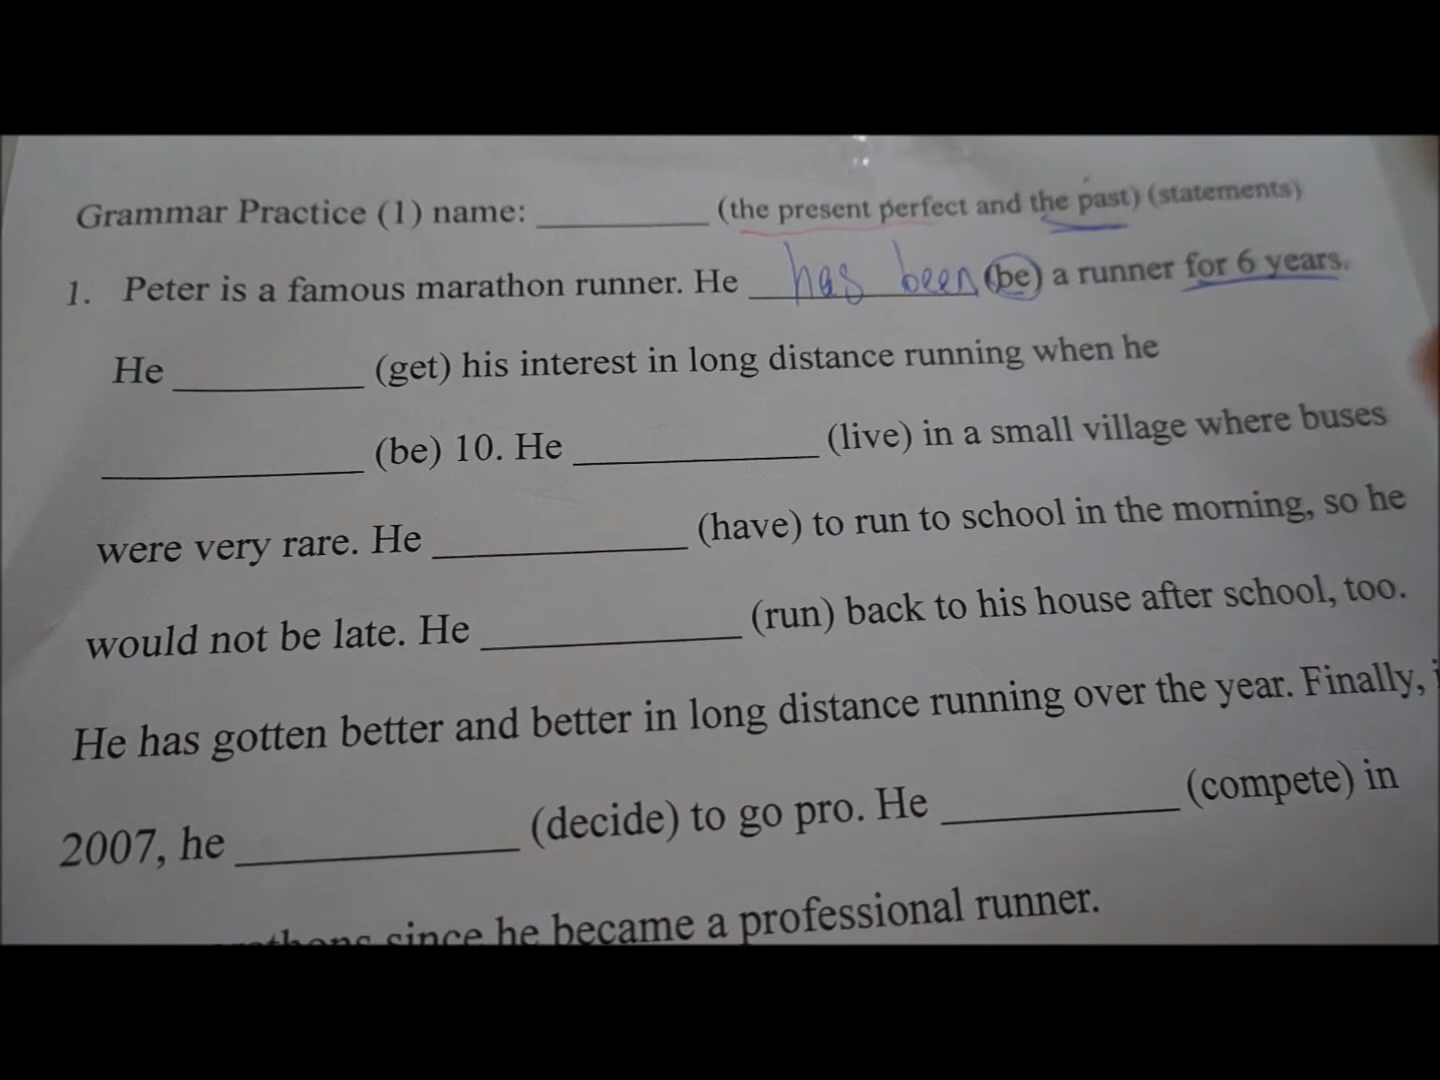 Grammar Practice (1) name: __________ (the present perfect and the past) (statements)
1. Peter is a famous marathon runner. He has been (be) a runner for 6 years.
He __________ (get) his interest in long distance running when he
__________ (be) 10. He __________ (live) in a small village where buses
were very rare. He __________ (have) to run to school in the morning, so he
would not be late. He __________ (run) back to his house after school, too.
He has gotten better and better in long distance running over the year. Finally,
2007, he __________ (decide) to go pro. He __________ (compete) in
since he became a professional runner.